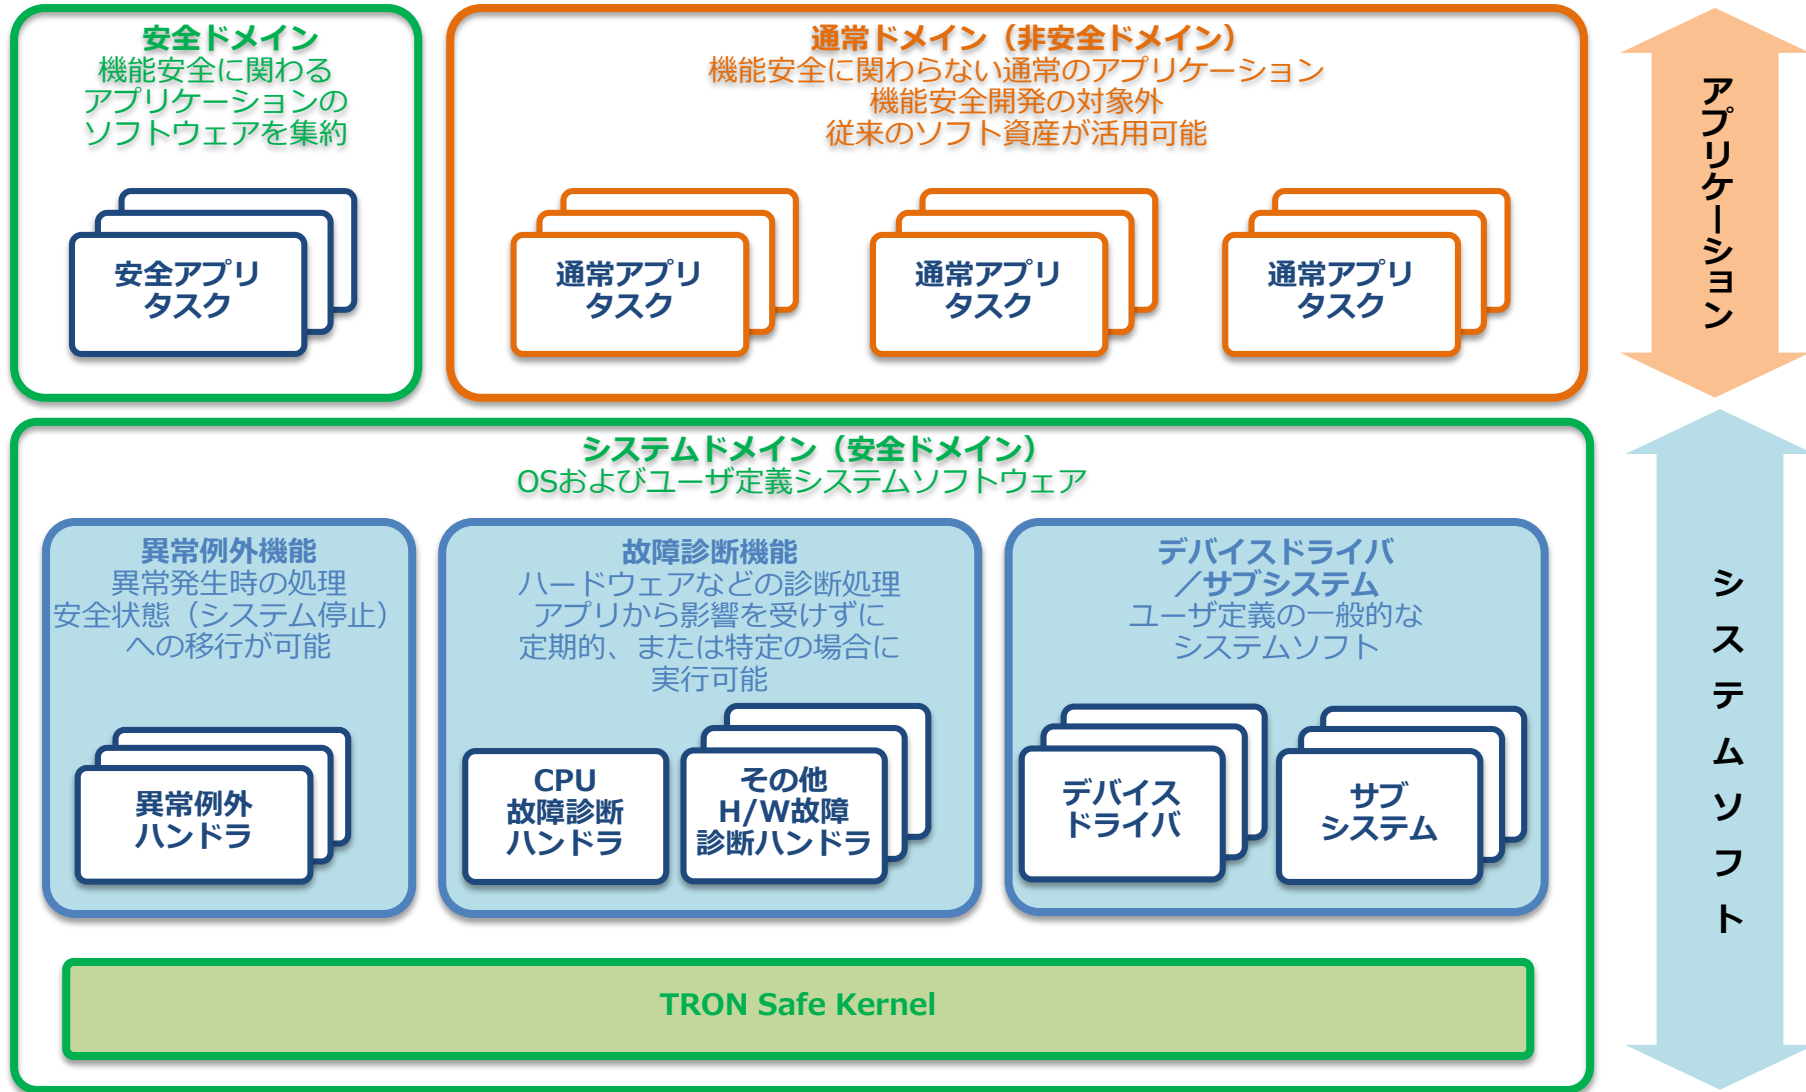 安全ドメイン
機能安全に関わる
アプリケーションの
ソフトウェアを集約
安全アプリ
タスク
通常ドメイン（非安全ドメイン）
機能安全に関わらない通常のアプリケーション
機能安全開発の対象外
従来のソフト資産が活用可能
通常アプリ
タスク
通常アプリ
タスク
通常アプリ
タスク
アプリケーション
システムドメイン（安全ドメイン）
OSおよびユーザ定義システムソフトウェア
異常例外機能
異常発生時の処理
安全状態（システム停止）
への移行が可能
異常例外
ハンドラ
故障診断機能
ハードウェアなどの診断処理
アプリから影響を受けずに
定期的、または特定の場合に
実行可能
CPU
故障診断
ハンドラ
その他
H/W故障
診断ハンドラ
デバイスドライバ
／サブシステム
ユーザ定義の一般的な
システムソフト
デバイス
ドライバ
サブ
システム
TRON Safe Kernel
システムソフト